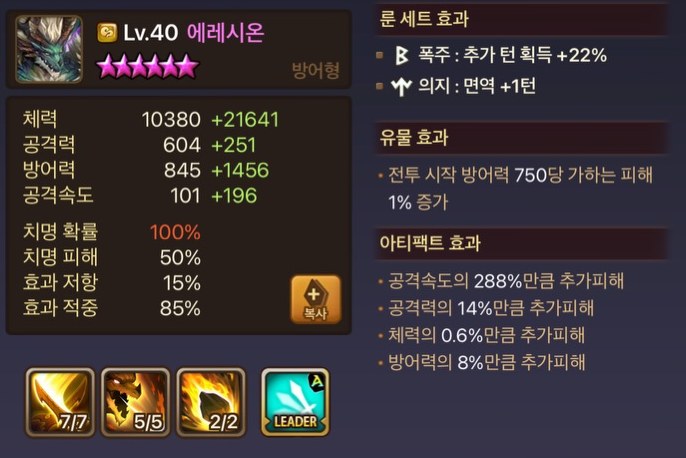 Lv.40 에레시온
방어형
체력 10380 +21641
공격력 604 +251
방어력 845 +1456
공격속도 101 +196
치명 확률 100%
치명 피해 50%
효과 저항 15%
효과 적중 85%
복사
7/7
5/5
2/2
A
LEADER
룬 세트 효과
폭주 : 추가 턴 획득 +22%
의지 : 면역 +1턴
유물 효과
• 전투 시작 방어력 750당 가하는 피해
1% 증가
아티팩트 효과
• 공격속도의 288%만큼 추가피해
• 공격력의 14%만큼 추가피해
• 체력의 0.6%만큼 추가피해
• 방어력의 8%만큼 추가피해